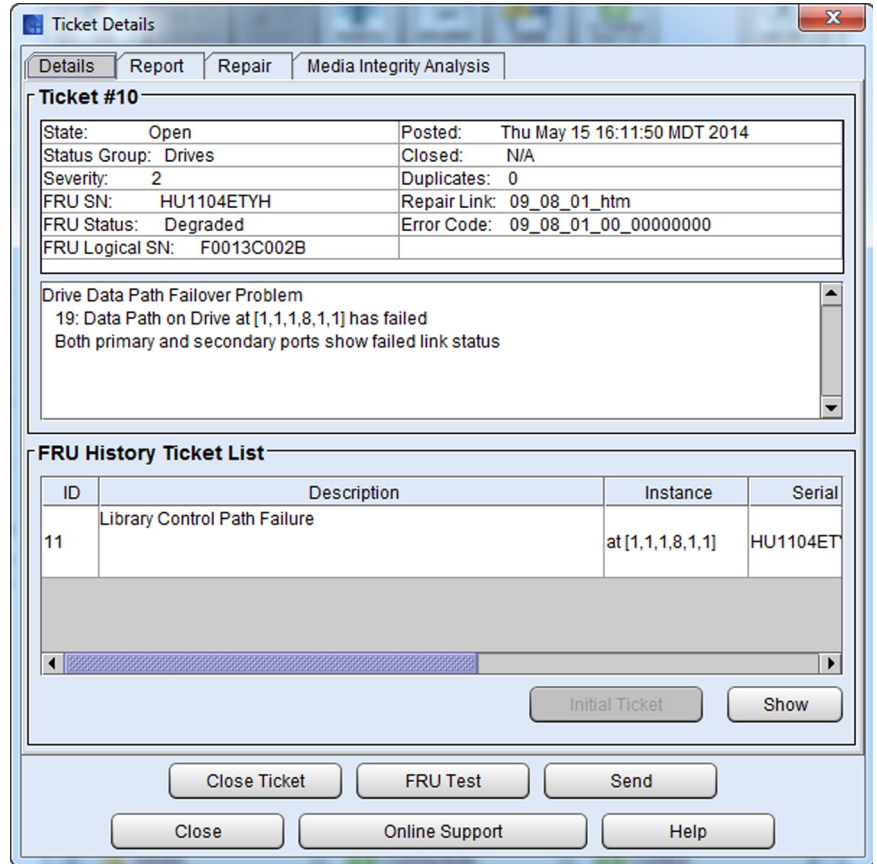 Ticket Details
Details Report Repair Media Integrity Analysis
Ticket #10
State: Open Posted: Thu May 15 16:11:50 MDT 2014
Status Group: Drives Closed: N/A
Severity: 2 Duplicates: 0
FRU SN: HU1104ETYH Repair Link: 09_08_01_htm
FRU Status: Degraded Error Code: 09_08_01_00_00000000
FRU Logical SN: F0013C002B
Drive Data Path Failover Problem
19: Data Path on Drive at [1,1,1,8,1,1] has failed
Both primary and secondary ports show failed link status
FRU History Ticket List
ID Description Instance Serial
Library Control Path Failure
11 at [1,1,1,8,1,1] HU1104ET
Initial Ticket Show
Close Ticket FRU Test Send
Close Online Support Help